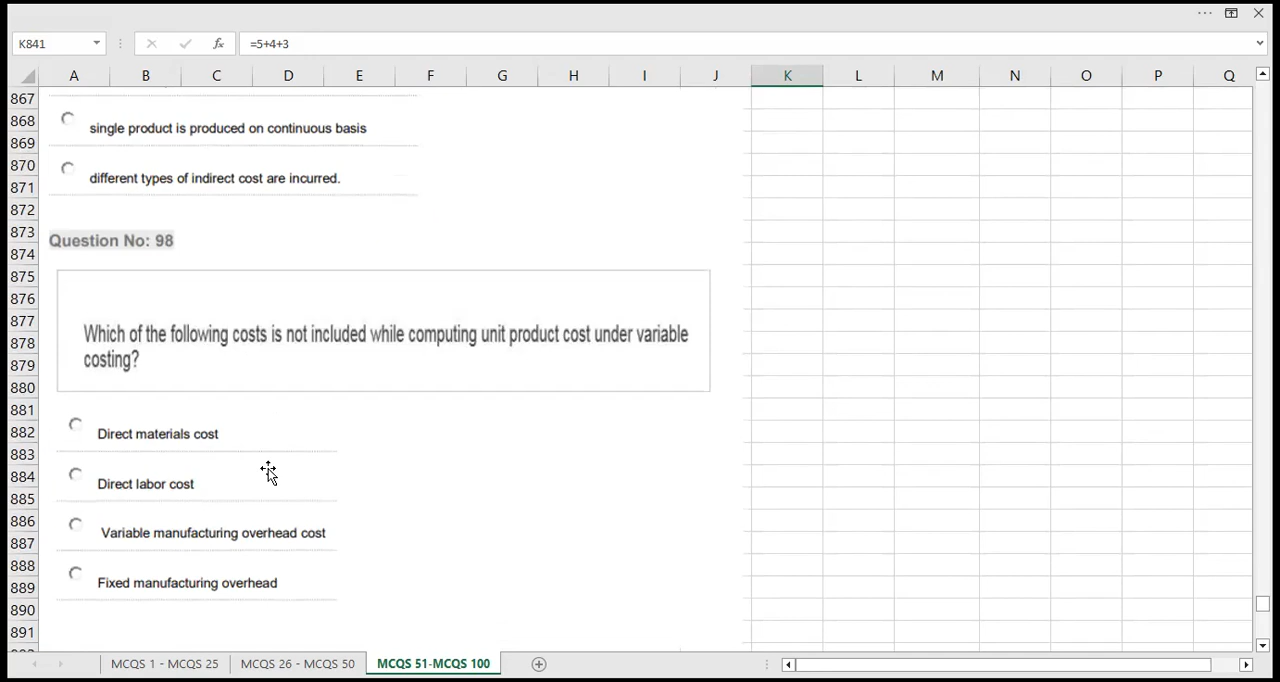 K841 fx =5+4+3
A B C D E F G H I J K L M N O P Q
867
868
869
870
871
872
873
874
875
876
877
878
879
880
881
882
883
884
885
886
887
888
889
890
891
single product is produced on continuous basis
different types of indirect cost are incurred.
Question No: 98
Which of the following costs is not included while computing unit product cost under variable
costing?
Direct materials cost
Direct labor cost
Variable manufacturing overhead cost
Fixed manufacturing overhead
MCQS 1 - MCQS 25 MCQS 26 - MCQS 50 MCQS 51-MCQS 100